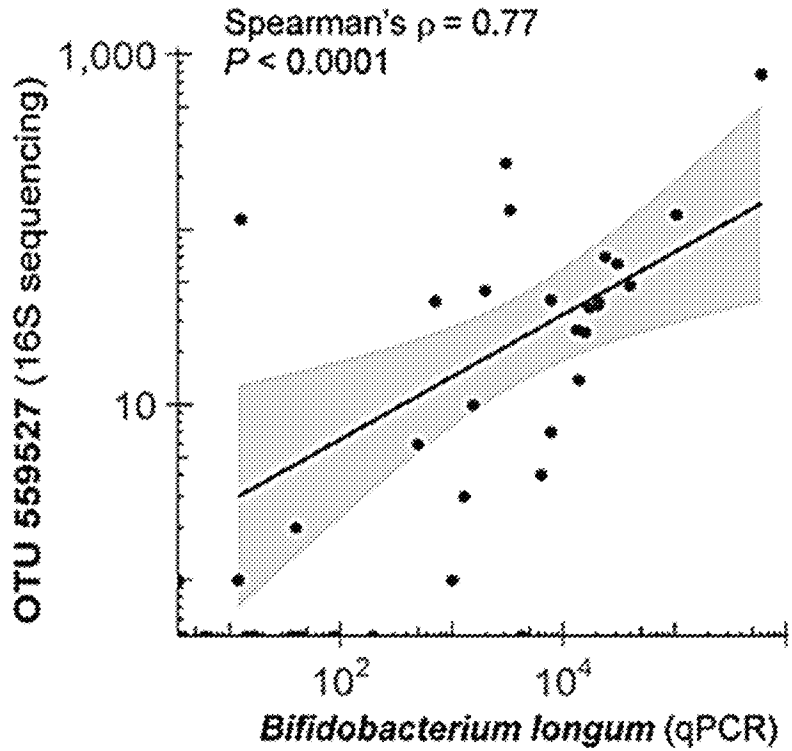 Spearman's ρ = 0.77
P < 0.0001
1,000
10
OTU 559527 (16S sequencing)
10² 10⁴
Bifidobacterium longum (qPCR)